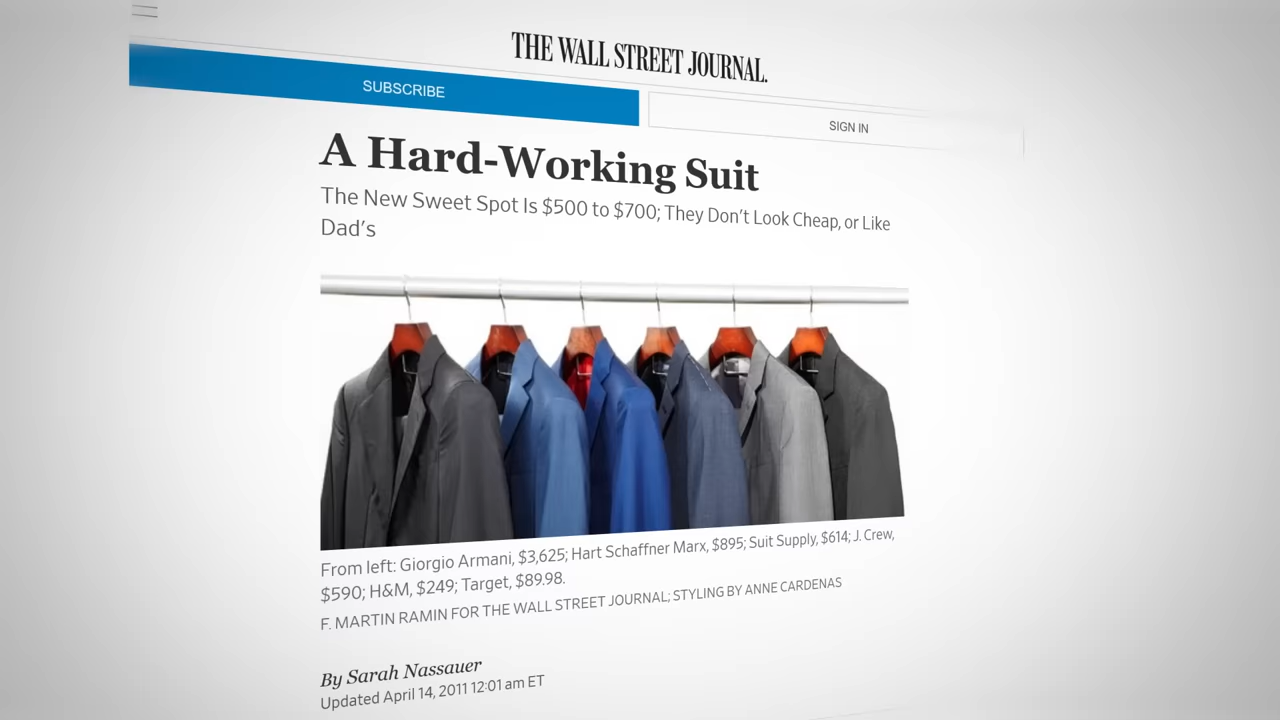 THE WALL STREET JOURNAL.
SUBSCRIBE
SIGN IN
A Hard-Working Suit
The New Sweet Spot Is $500 to $700; They Don't Look Cheap, or Like
Dad's
From left: Giorgio Armani, $3,625; Hart Schaffner Marx, $895; Suit Supply, $614; J. Crew,
$590; H&M, $249; Target, $89.98.
F. MARTIN RAMIN FOR THE WALL STREET JOURNAL; STYLING BY ANNE CARDENAS
By Sarah Nassauer
Updated April 14, 2011 12:01 am ET